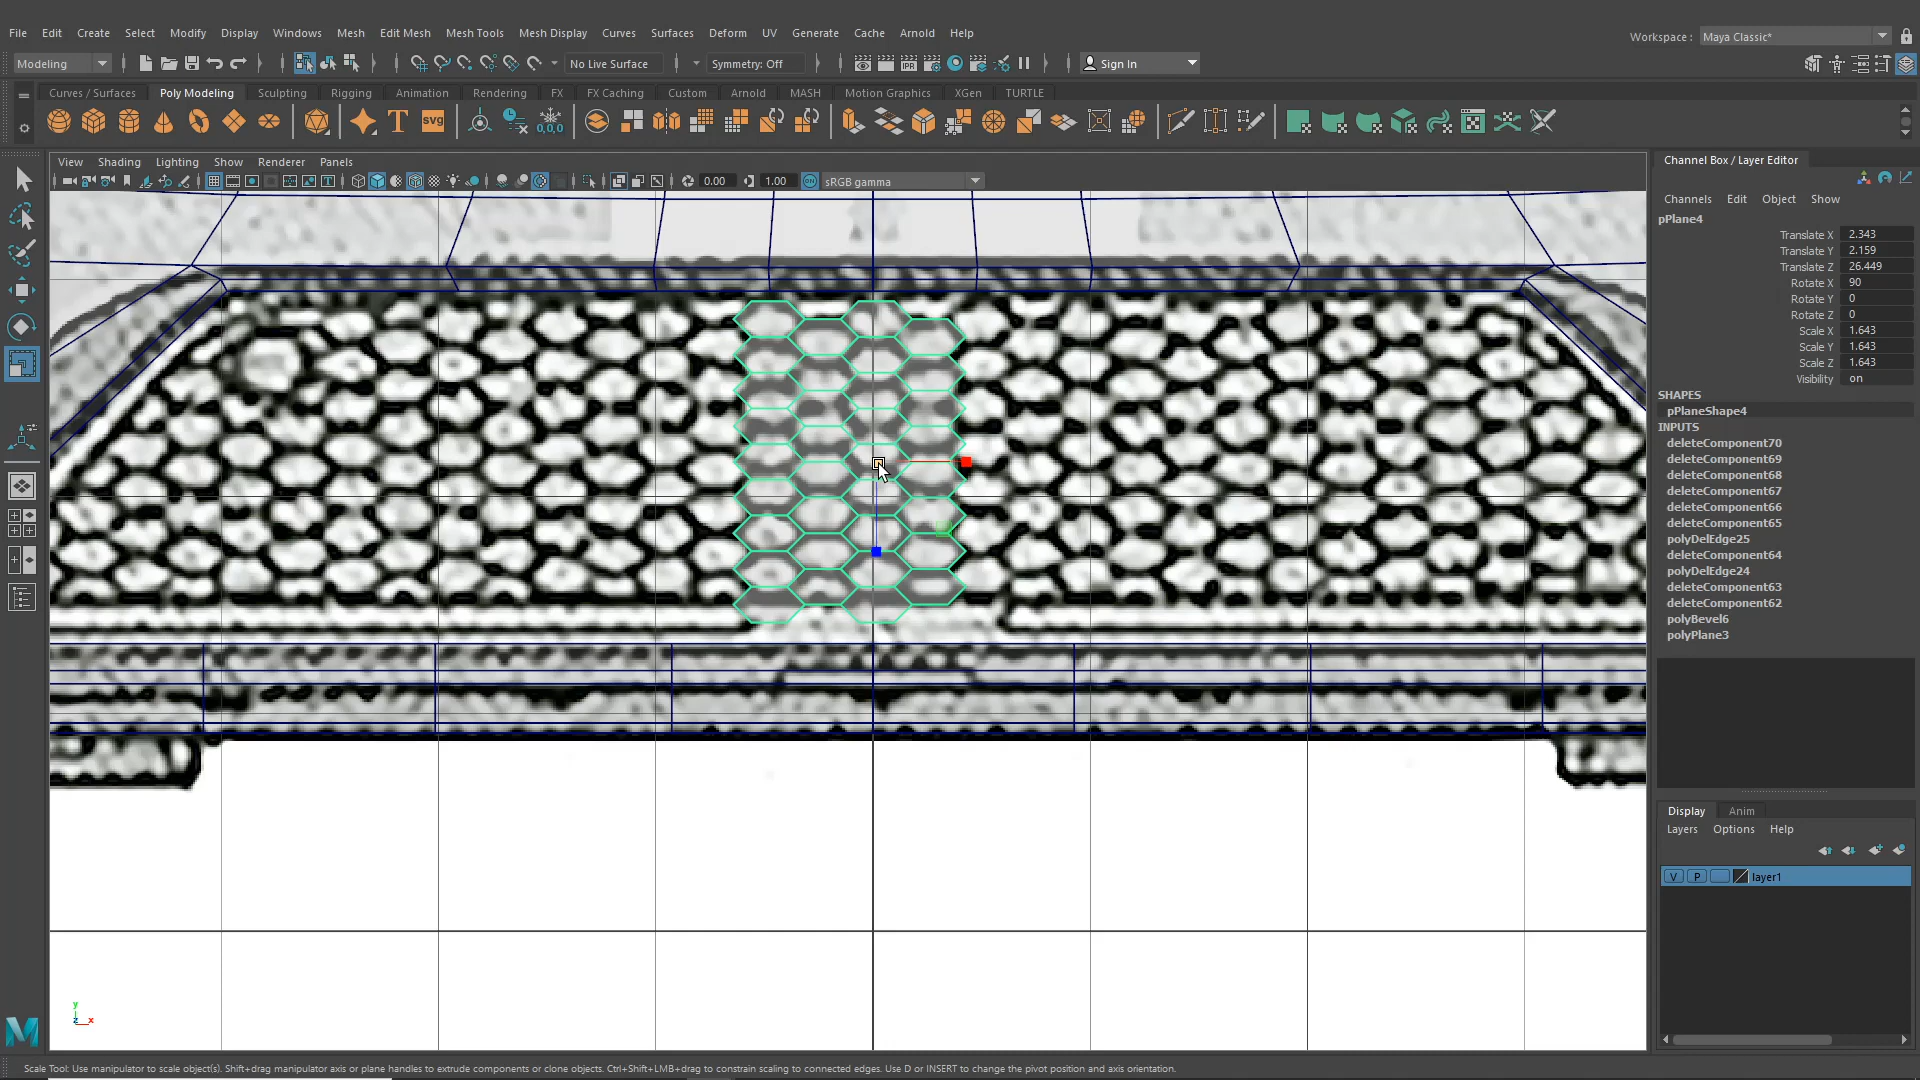 File Edit Create Select Modify Display Windows Mesh Edit Mesh Mesh Tools Mesh Display Curves Surfaces Deform UV Generate Cache Arnold Help
Workspace : Maya Classic*
Modeling No Live Surface Symmetry: Off IPR Sign In
Curves / Surfaces Poly Modeling Sculpting Rigging Animation Rendering FX FX Caching Custom Arnold MASH Motion Graphics XGen TURTLE
T svg 0,0,0
View Shading Lighting Show Renderer Panels
0.00 1.00 ON sRGB gamma
Channel Box / Layer Editor
Channels Edit Object Show
pPlane4
Translate X 2.343
Translate Y 2.159
Translate Z 26.449
Rotate X 90
Rotate Y 0
Rotate Z 0
Scale X 1.643
Scale Y 1.643
Scale Z 1.643
Visibility on
SHAPES
pPlaneShape4
INPUTS
deleteComponent70
deleteComponent69
deleteComponent68
deleteComponent67
deleteComponent66
deleteComponent65
polyDelEdge25
deleteComponent64
polyDelEdge24
deleteComponent63
deleteComponent62
polyBevel6
polyPlane3
Display Anim
Layers Options Help
V P layer1
y
z x
M
Scale Tool: Use manipulator to scale object(s). Shift+drag manipulator axis or plane handles to extrude components or clone objects. Ctrl+Shift+LMB+drag to constrain scaling to connected edges. Use D or INSERT to change the pivot position and axis orientation.